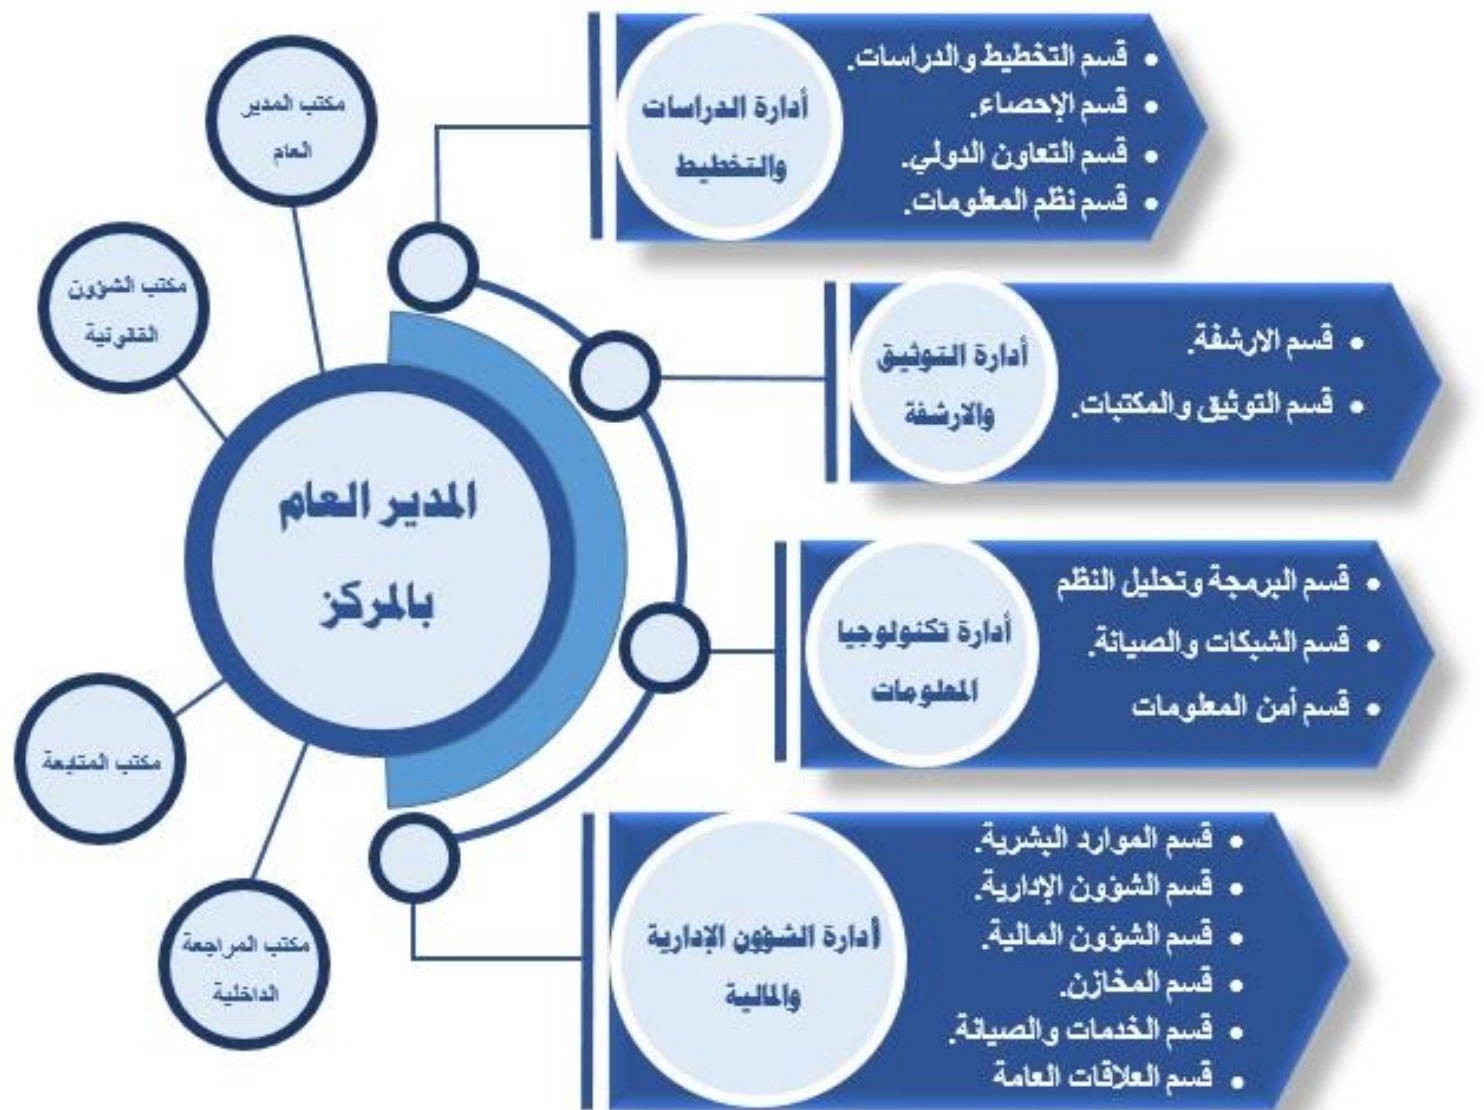 مكتب المدير
العام
مكتب الشؤون
القانونية
المدير العام
بالمركز
مكتب المتابعة
مكتب المراجعة
الداخلية
أدارة الدراسات
والتخطيط
قسم التخطيط والدراسات.
قسم الإحصاء.
قسم التعاون الدولي.
قسم نظم المعلومات.
أدارة التوثيق
والارشفة
قسم الارشفة.
قسم التوثيق والمكتبات.
أدارة تكنولوجيا
المعلومات
قسم البرمجة وتحليل النظم
قسم الشبكات والصيانة.
قسم أمن المعلومات
أدارة الشؤون الإدارية
والمالية
قسم الموارد البشرية.
قسم الشؤون الإدارية.
قسم الشؤون المالية.
قسم المخازن.
قسم الخدمات والصيانة.
قسم العلاقات العامة